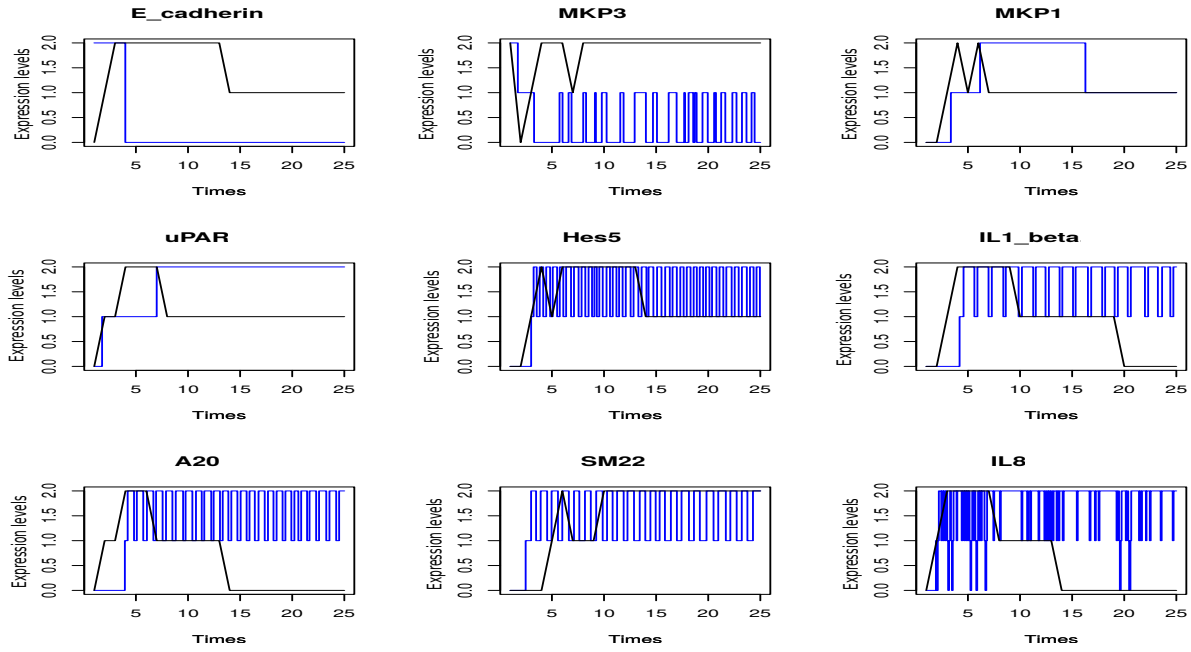 E_cadherin MKP3 MKP1
Expression levels Expression levels Expression levels
2.0 2.0 2.0
1.5 1.5 1.5
1.0 1.0 1.0
0.5 0.5 0.5
0.0 0.0 0.0
5 10 15 20 25 5 10 15 20 25 5 10 15 20 25
Times Times Times
uPAR Hes5 IL1_beta
Expression levels Expression levels Expression levels
2.0 2.0 2.0
1.5 1.5 1.5
1.0 1.0 1.0
0.5 0.5 0.5
0.0 0.0 0.0
5 10 15 20 25 5 10 15 20 25 5 10 15 20 25
Times Times Times
A20 SM22 IL8
Expression levels Expression levels Expression levels
2.0 2.0 2.0
1.5 1.5 1.5
1.0 1.0 1.0
0.5 0.5 0.5
0.0 0.0 0.0
5 10 15 20 25 5 10 15 20 25 5 10 15 20 25
Times Times Times